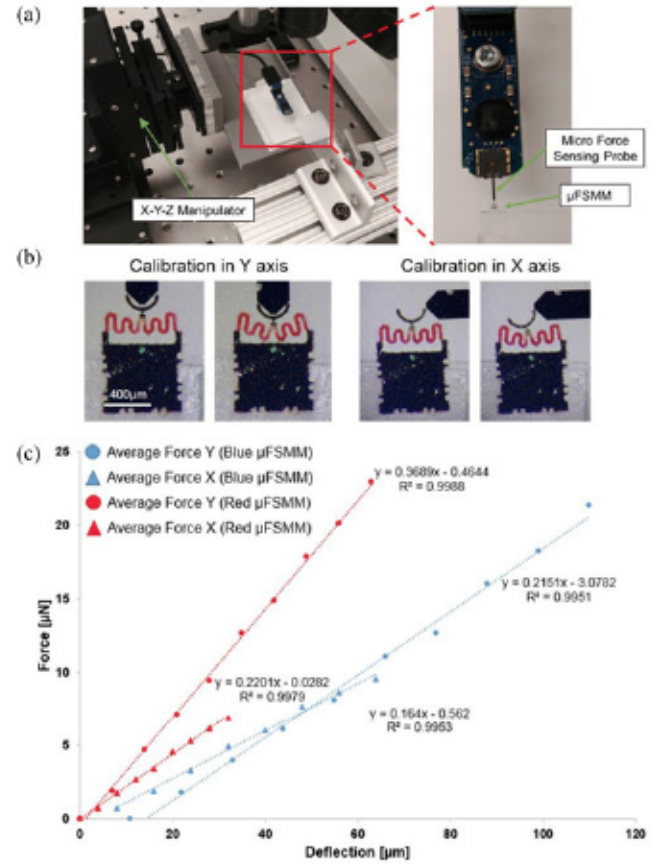 (a)
X-Y-Z Manipulator
Micro Force
Sensing Probe
µFSMM
(b)
Calibration in Y axis
Calibration in X axis
400µm
(c)
Average Force Y (Blue µFSMM)
Average Force X (Blue µFSMM)
Average Force Y (Red µFSMM)
Average Force X (Red µFSMM)
y = 0.3689x - 0.4644
R² = 0.9988
y = 0.2151x - 3.0782
R² = 0.9951
y = 0.2201x - 0.0282
R² = 0.9979
y = 0.164x - 0.562
R² = 0.9953
Force [µN]
25
20
15
10
5
0
0 20 40 60 80 100 120
Deflection [µm]